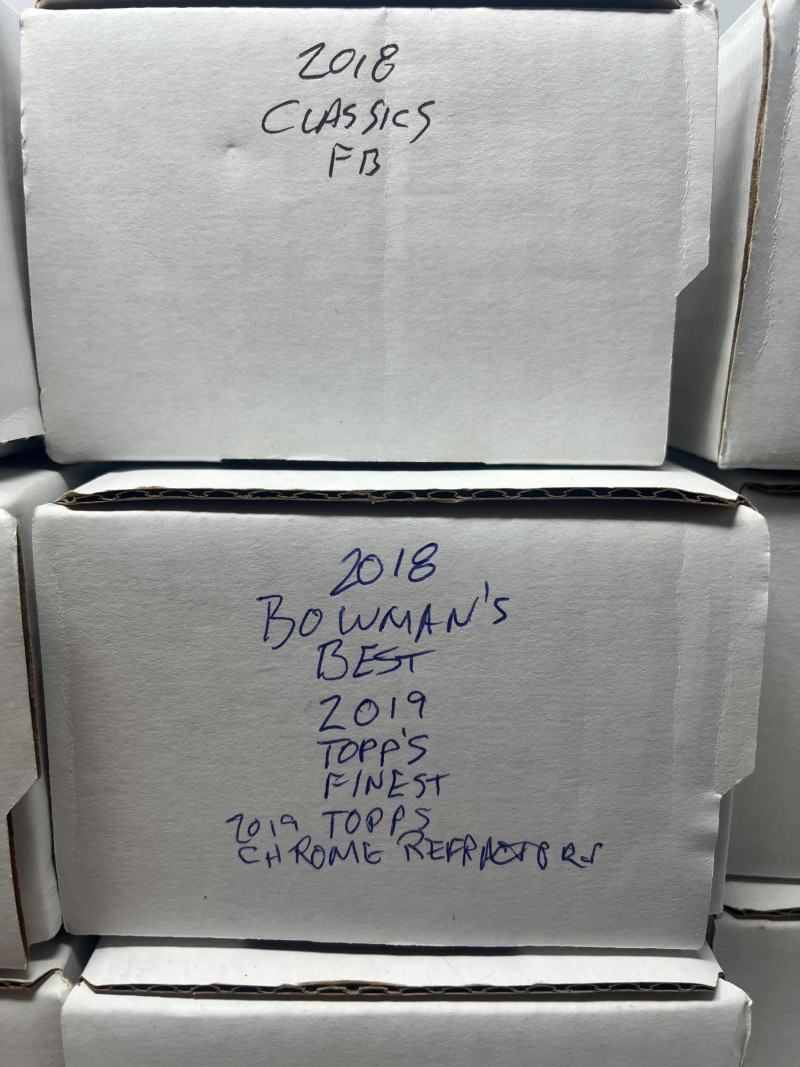 2018
CLASSICS
FB
2018
BOWMAN'S
BEST
2019
TOPP'S
FINEST
2019 TOPPS
CHROME REFRACTORS